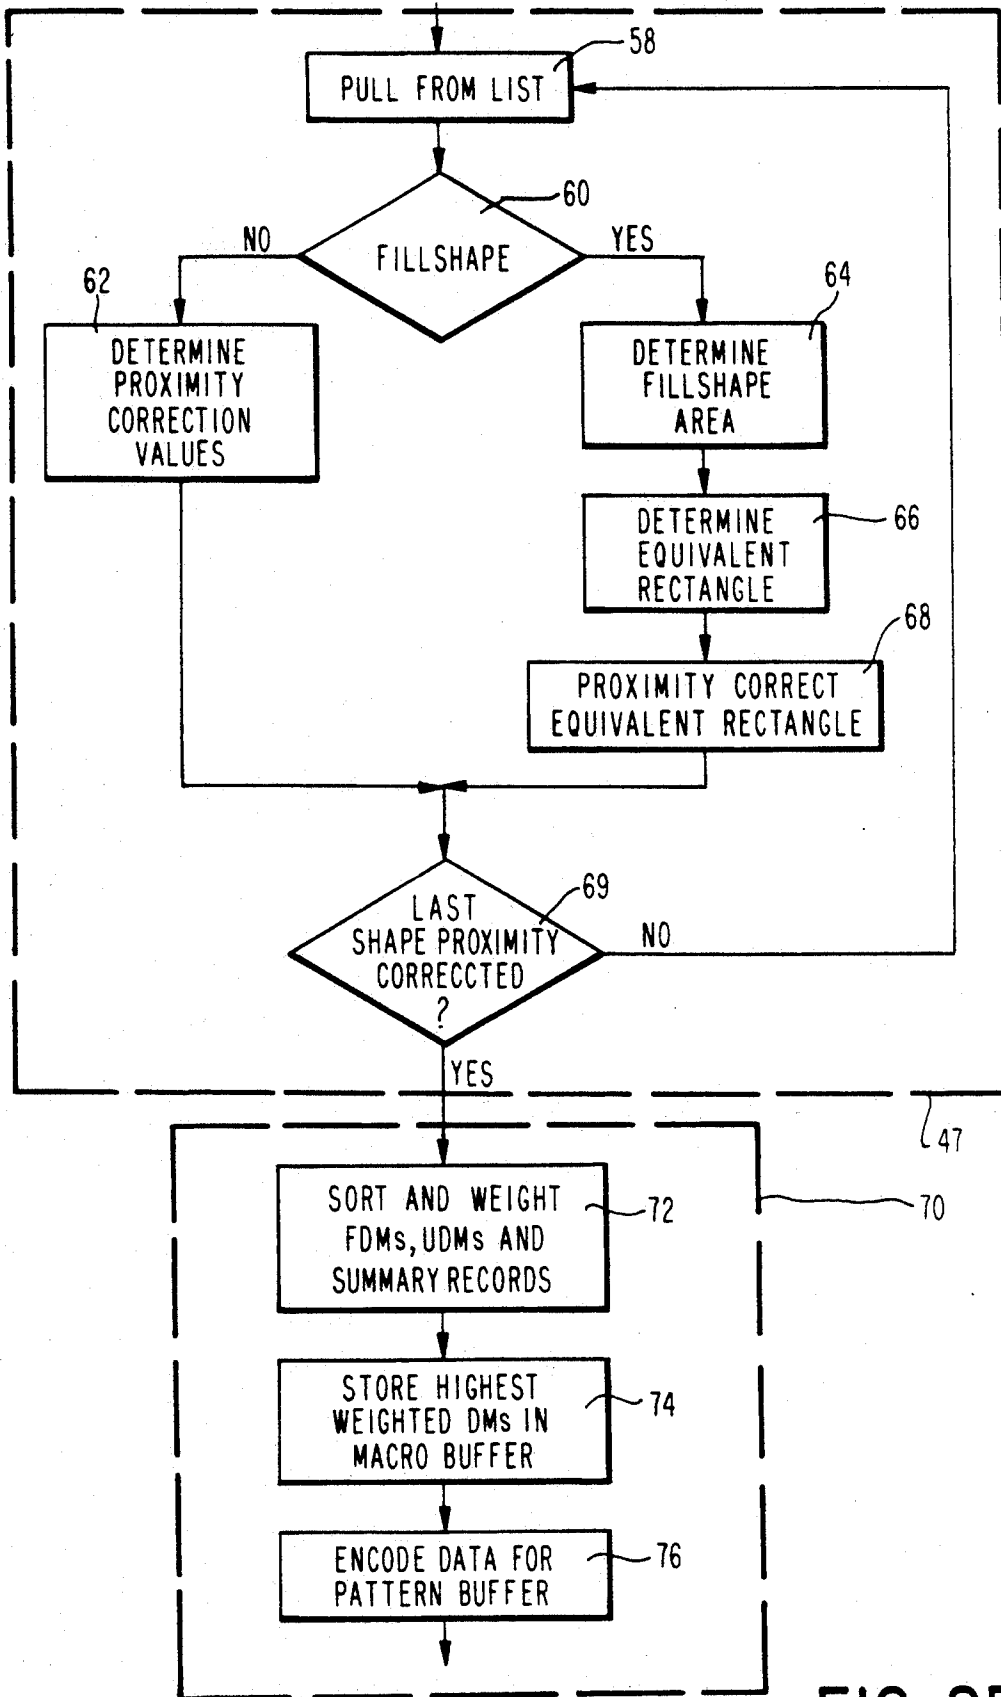 58
PULL FROM LIST
60
FILLSHAPE
NO
YES
62
DETERMINE
PROXIMITY
CORRECTION
VALUES
64
DETERMINE
FILLSHAPE
AREA
DETERMINE
EQUIVALENT
RECTANGLE
66
68
PROXIMITY CORRECT
EQUIVALENT RECTANGLE
69
LAST
SHAPE PROXIMITY
CORRECCTED
?
NO
YES
47
70
SORT AND WEIGHT
FDMs, UDMs AND
SUMMARY RECORDS
72
STORE HIGHEST
WEIGHTED DMs IN
MACRO BUFFER
74
ENCODE DATA FOR
PATTERN BUFFER
76